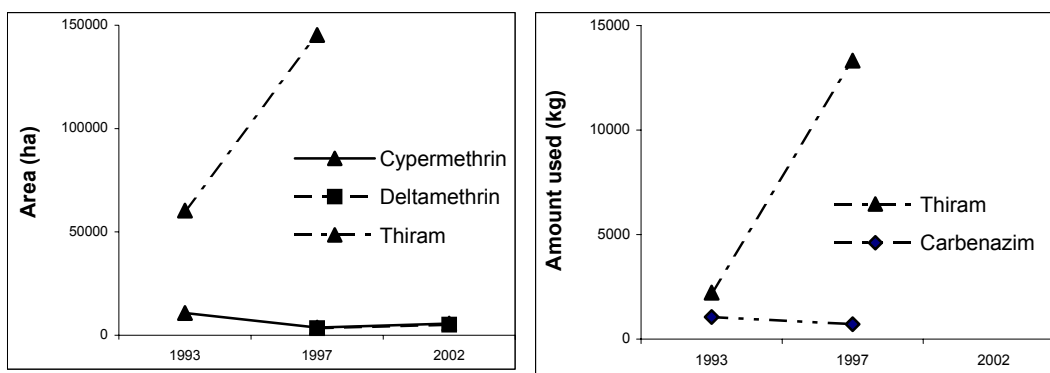 Area (ha)
150000
100000
50000
0
1993 1997 2002
Cypermethrin
Deltamethrin
Thiram
Amount used (kg)
15000
10000
5000
0
1993 1997 2002
Thiram
Carbenazim